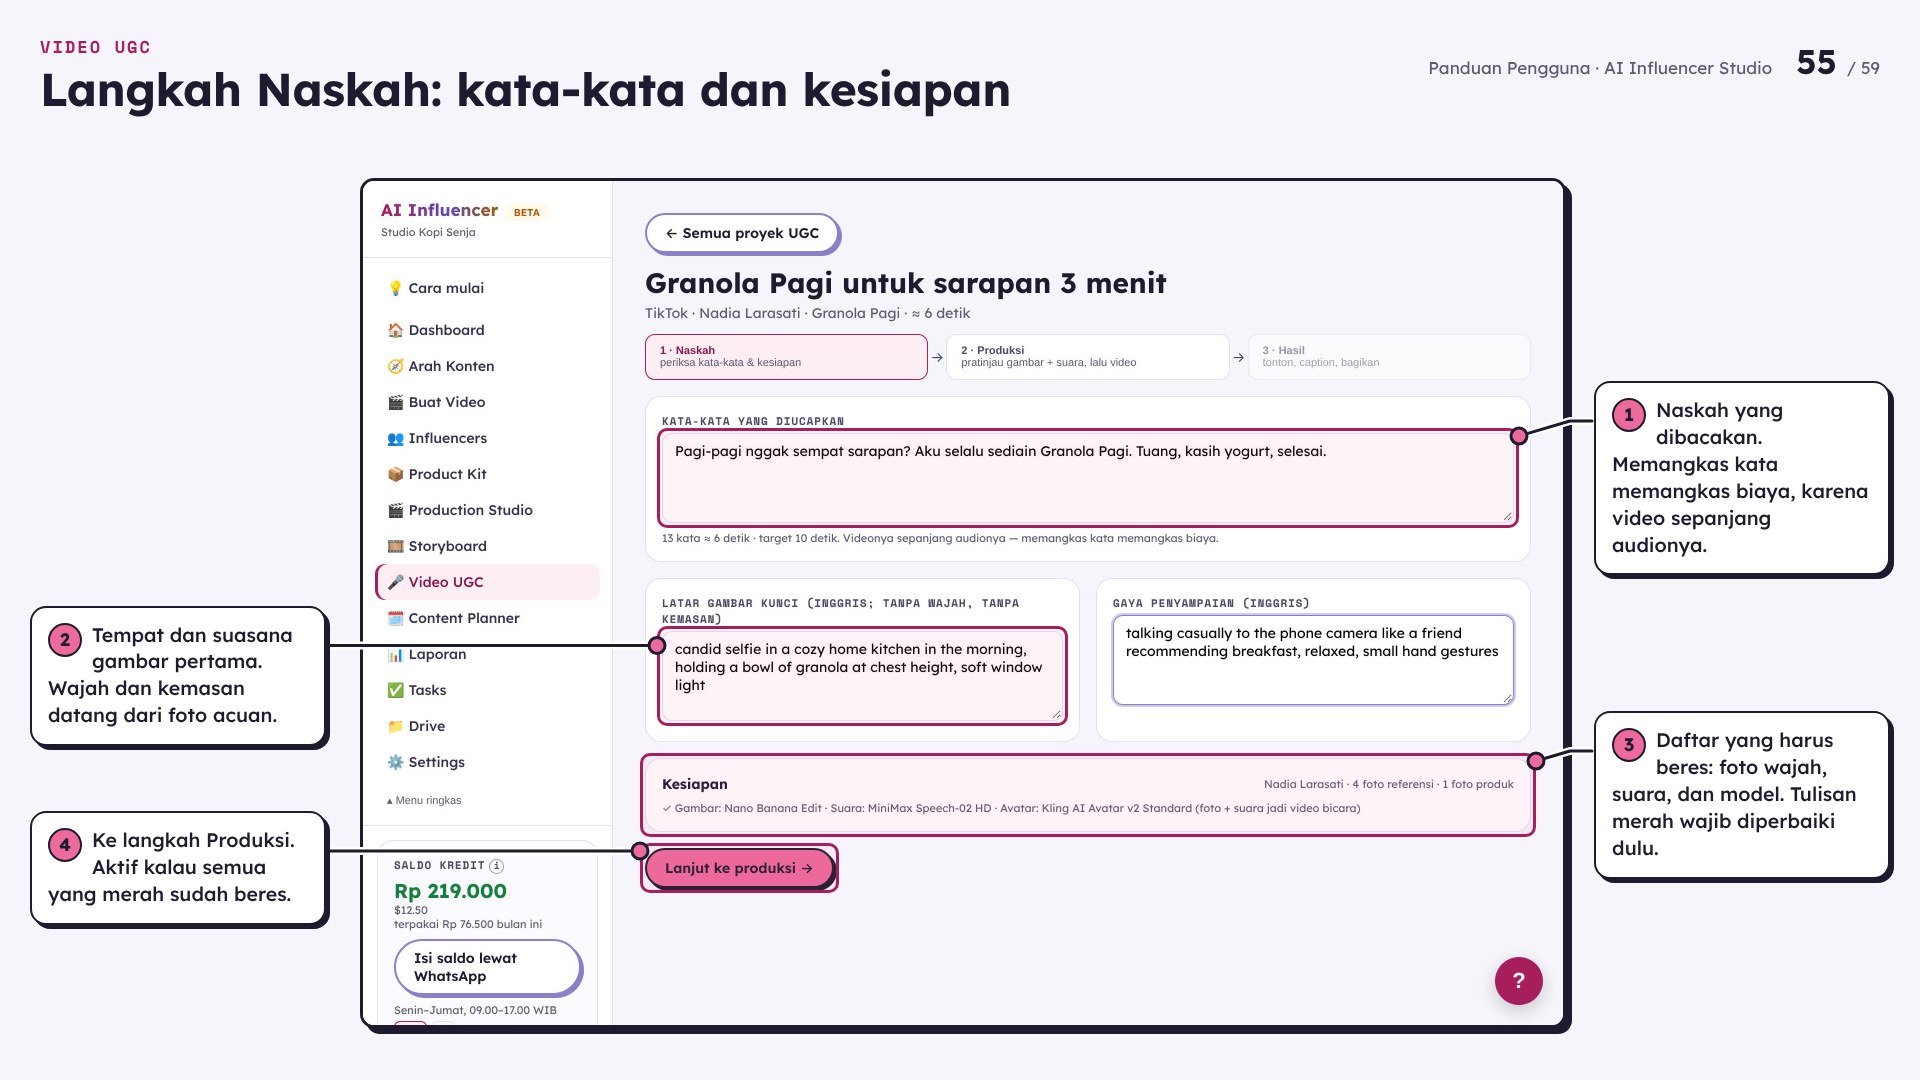 VIDEO UGC
Langkah Naskah: kata-kata dan kesiapan
Panduan Pengguna · AI Influencer Studio 55 / 59
AI Influencer BETA
Studio Kopi Senja
Cara mulai
Dashboard
Arah Konten
Buat Video
Influencers
Product Kit
Production Studio
Storyboard
Video UGC
Content Planner
Laporan
Tasks
Drive
Settings
▴ Menu ringkas
SALDO KREDIT i
Rp 219.000
$12.50
terpakai Rp 76.500 bulan ini
Isi saldo lewat
WhatsApp
Senin–Jumat, 09.00–17.00 WIB
← Semua proyek UGC
Granola Pagi untuk sarapan 3 menit
TikTok · Nadia Larasati · Granola Pagi · ≈ 6 detik
1 · Naskah
periksa kata-kata & kesiapan
→
2 · Produksi
pratinjau gambar + suara, lalu video
→
3 · Hasil
tonton, caption, bagikan
KATA-KATA YANG DIUCAPKAN
Pagi-pagi nggak sempat sarapan? Aku selalu sediain Granola Pagi. Tuang, kasih yogurt, selesai.
13 kata ≈ 6 detik · target 10 detik. Videonya sepanjang audionya — memangkas kata memangkas biaya.
LATAR GAMBAR KUNCI (INGGRIS; TANPA WAJAH, TANPA
KEMASAN)
candid selfie in a cozy home kitchen in the morning,
holding a bowl of granola at chest height, soft window
light
GAYA PENYAMPAIAN (INGGRIS)
talking casually to the phone camera like a friend
recommending breakfast, relaxed, small hand gestures
Kesiapan
Nadia Larasati · 4 foto referensi · 1 foto produk
✓ Gambar: Nano Banana Edit · Suara: MiniMax Speech-02 HD · Avatar: Kling AI Avatar v2 Standard (foto + suara jadi video bicara)
Lanjut ke produksi →
?
1 Naskah yang
dibacakan.
Memangkas kata
memangkas biaya, karena
video sepanjang
audionya.
2 Tempat dan suasana
gambar pertama.
Wajah dan kemasan
datang dari foto acuan.
3 Daftar yang harus
beres: foto wajah,
suara, dan model. Tulisan
merah wajib diperbaiki
dulu.
4 Ke langkah Produksi.
Aktif kalau semua
yang merah sudah beres.